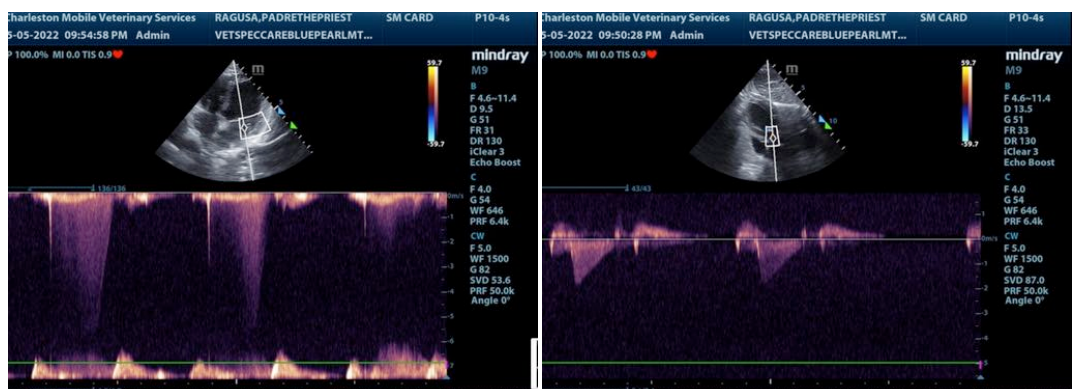 Charleston Mobile Veterinary Services RAGUSA,PADRETHEPRIEST SM CARD P10-4s
5-05-2022 09:54:58 PM Admin VETSPECCAREBLUEPEARLMT...
P 100.0% MI 0.0 TIS 0.9
mindray
M9
B
F 4.6~11.4
D 9.5
G 51
FR 31
DR 130
iClear 3
Echo Boost
C
F 4.0
G 54
WF 646
PRF 6.4k
CW
F 5.0
WF 1500
G 82
SVD 53.6
PRF 50.0k
Angle 0°
59.7
-59.7
m
5
136/136
0m/s
-1
-2
-3
-4
-5
-6
Charleston Mobile Veterinary Services RAGUSA,PADRETHEPRIEST SM CARD P10-4s
5-05-2022 09:50:28 PM Admin VETSPECCAREBLUEPEARLMT...
P 100.0% MI 0.0 TIS 0.9
mindray
M9
B
F 4.6~11.4
D 13.5
G 51
FR 33
DR 130
iClear 3
Echo Boost
C
F 4.0
G 54
WF 646
PRF 6.4k
CW
F 5.0
WF 1500
G 82
SVD 87.0
PRF 50.0k
Angle 0°
59.7
-59.7
m
10
43/43
1
0m/s
-1
-2
-3
-4